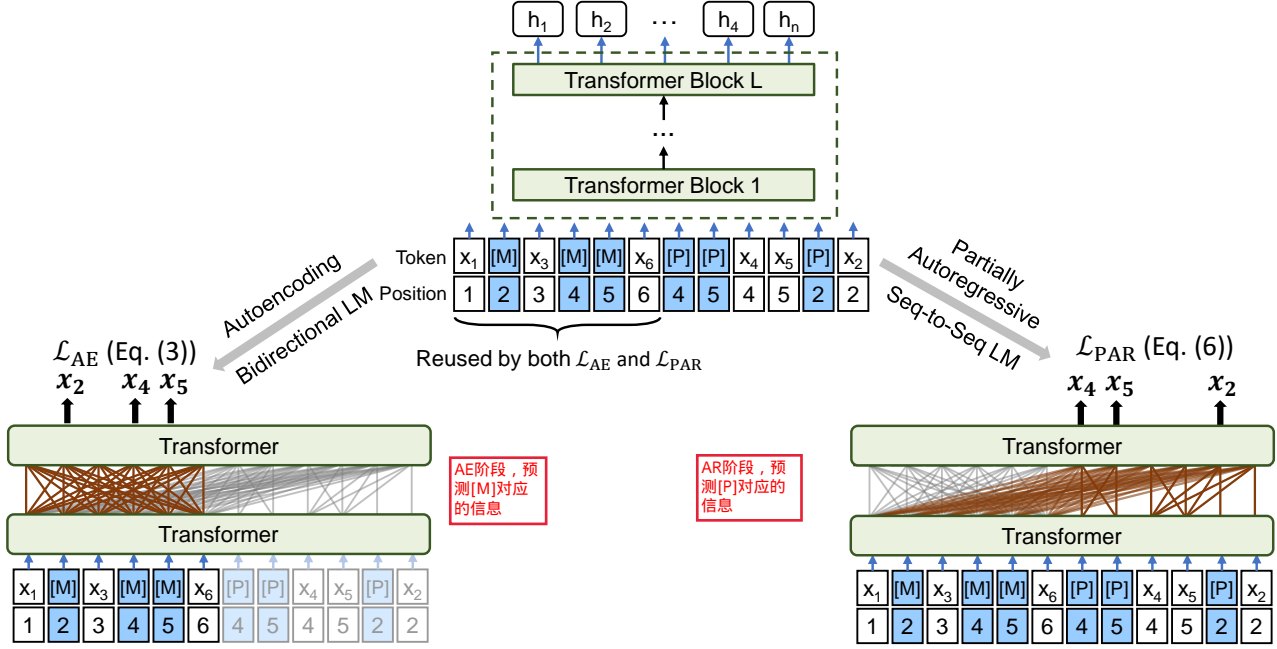 h1 h2 … h4 hn
Transformer Block L
…
Transformer Block 1
Token x1 [M] x3 [M] [M] x6 [P] [P] x4 x5 [P] x2
Position 1 2 3 4 5 6 4 5 4 5 2 2
Autoencoding
Bidirectional LM
Partially
Autoregressive
Seq-to-Seq LM
Reused by both ℒAE and ℒPAR
ℒAE (Eq. (3))
x2 x4 x5
Transformer
Transformer
x1 [M] x3 [M] [M] x6 [P] [P] x4 x5 [P] x2
1 2 3 4 5 6 4 5 4 5 2 2
AE阶段，预
测[M]对应
的信息
AR阶段，预
测[P]对应的
信息
ℒPAR (Eq. (6))
x4 x5 x2
Transformer
Transformer
x1 [M] x3 [M] [M] x6 [P] [P] x4 x5 [P] x2
1 2 3 4 5 6 4 5 4 5 2 2